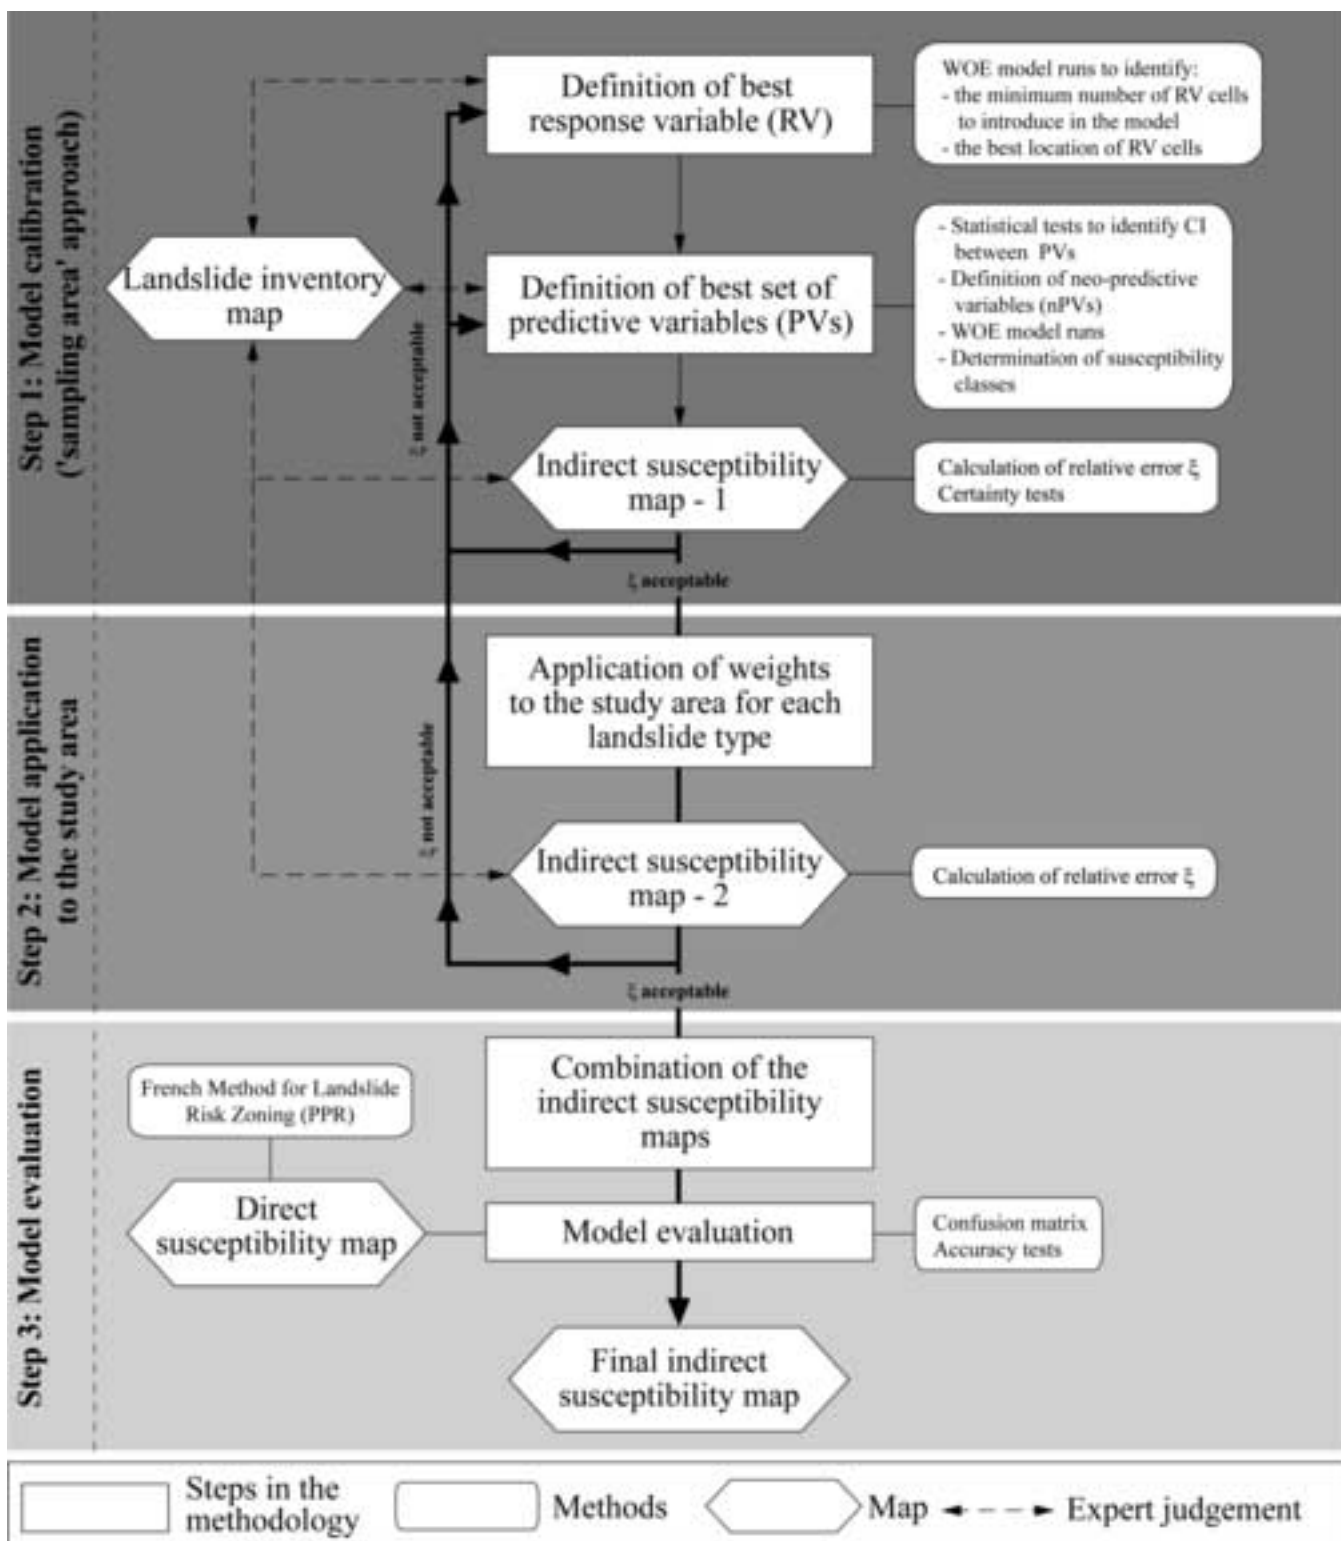 Step 1: Model calibration
('sampling area' approach)
Definition of best
response variable (RV)
WOE model runs to identify:
- the minimum number of RV cells
to introduce in the model
- the best location of RV cells
Landslide inventory
map
Definition of best set of
predictive variables (PVs)
- Statistical tests to identify CI
between PVs
- Definition of neo-predictive
variables (nPVs)
- WOE model runs
- Determination of susceptibility
classes
ξ not acceptable
Indirect susceptibility
map - 1
Calculation of relative error ξ
Certainty tests
ξ acceptable
Step 2: Model application
to the study area
Application of weights
to the study area for each
landslide type
ξ not acceptable
Indirect susceptibility
map - 2
Calculation of relative error ξ
ξ acceptable
Step 3: Model evaluation
Combination of the
indirect susceptibility
maps
French Method for Landslide
Risk Zoning (PPR)
Direct
susceptibility map
Model evaluation
Confusion matrix
Accuracy tests
Final indirect
susceptibility map
Steps in the
methodology
Methods
Map
Expert judgement